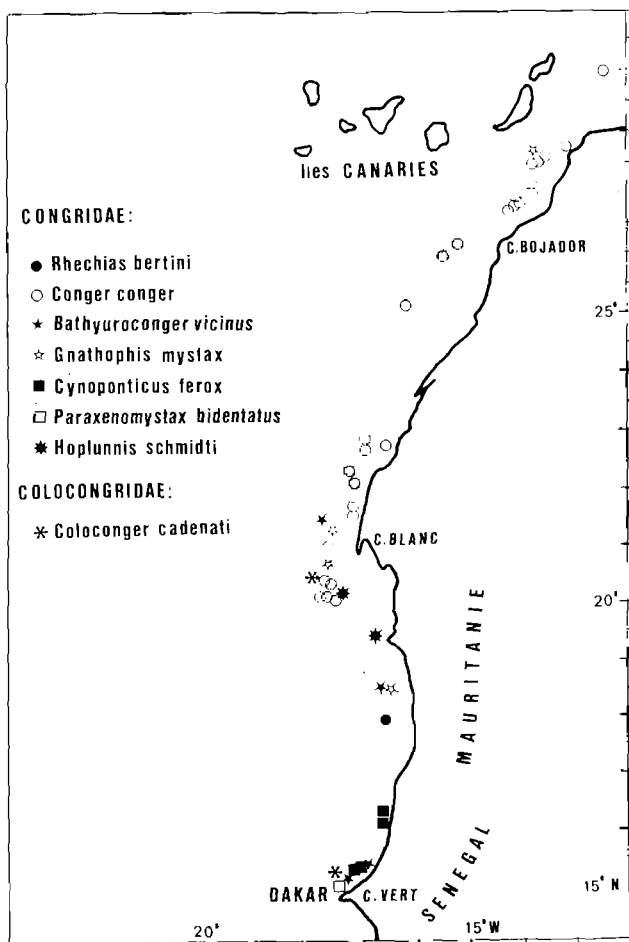 Iles CANARIES
CONGRIDAE:
Rhechias bertini
Conger conger
Bathyuroconger vicinus
Gnathophis mystax
Cynoponticus ferox
Paraxenomystax bidentatus
Hoplunnis schmidti
COLOCONGRIDAE:
Coloconger cadenati
C.BOJADOR
25°
C.BLANC
20°
MAURITANIE
SENEGAL
15° N
DAKAR
C.VERT
20°
15°W